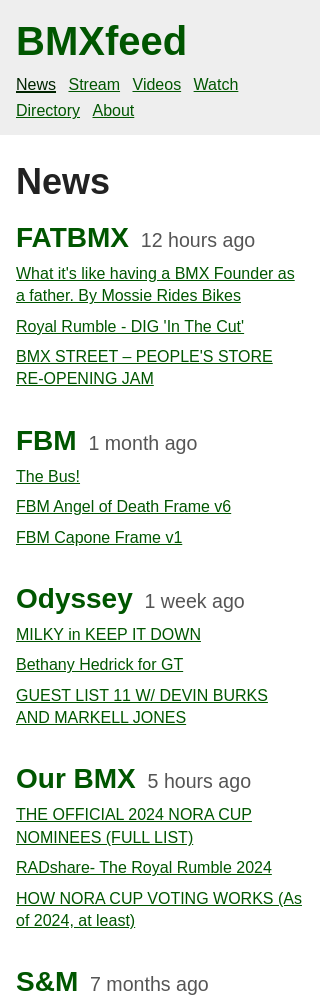 BMXfeed
News Stream Videos Watch
Directory About
News
FATBMX 12 hours ago
What it's like having a BMX Founder as
a father. By Mossie Rides Bikes
Royal Rumble - DIG 'In The Cut'
BMX STREET – PEOPLE'S STORE
RE-OPENING JAM
FBM 1 month ago
The Bus!
FBM Angel of Death Frame v6
FBM Capone Frame v1
Odyssey 1 week ago
MILKY in KEEP IT DOWN
Bethany Hedrick for GT
GUEST LIST 11 W/ DEVIN BURKS
AND MARKELL JONES
Our BMX 5 hours ago
THE OFFICIAL 2024 NORA CUP
NOMINEES (FULL LIST)
RADshare- The Royal Rumble 2024
HOW NORA CUP VOTING WORKS (As
of 2024, at least)
S&M 7 months ago